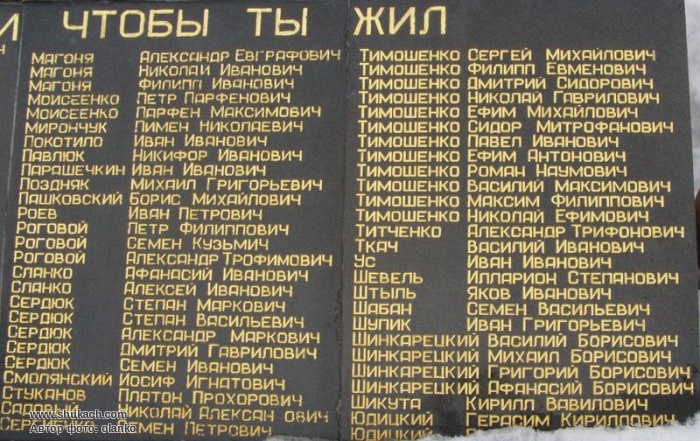 И ЧТОБЫ ТЫ ЖИЛ
МАГОНЯ АЛЕКСАНДР ЕВГРАФОВИЧ
МАГОНЯ НИКОЛАЙ ИВАНОВИЧ
МАГОНЯ ФИЛИПП ИВАНОВИЧ
МОИСЕЕНКО ПЕТР ПАРФЕНОВИЧ
МОИСЕЕНКО ПАРФЕН МАКСИМОВИЧ
МИРОНЧУК ПИМЕН НИКОЛАЕВИЧ
ПОКОТИЛО ИВАН ИВАНОВИЧ
ПАВЛЮК НИКИФОР ИВАНОВИЧ
ПАРАШЕЧКИН ИВАН ИВАНОВИЧ
ПОЗДНЯК МИХАИЛ ГРИГОРЬЕВИЧ
ПАШКОВСКИЙ БОРИС МИХАЙЛОВИЧ
РОЕВ ИВАН ПЕТРОВИЧ
РОГОВОЙ ПЕТР ФИЛИППОВИЧ
РОГОВОЙ СЕМЕН КУЗЬМИЧ
РОГОВОЙ АЛЕКСАНДР ТРОФИМОВИЧ
СЛАНКО АФАНАСИЙ ИВАНОВИЧ
СЛАНКО АЛЕКСЕЙ ИВАНОВИЧ
СЕРДЮК СТЕПАН МАРКОВИЧ
СЕРДЮК СТЕПАН ВАСИЛЬЕВИЧ
СЕРДЮК АЛЕКСАНДР МАРКОВИЧ
СЕРДЮК ДМИТРИЙ ГАВРИЛОВИЧ
СЕРДЮК СЕМЕН ИВАНОВИЧ
СМОЛЯНСКИЙ ИОСИФ ИГНАТОВИЧ
СТУКАНОВ ПЛАТОН ПРОХОРОВИЧ
НИКОЛАЙ АЛЕКСАН ОВИЧ
СЕМЕН ПЕТРОВИЧ
ТИМОШЕНКО СЕРГЕЙ МИХАЙЛОВИЧ
ТИМОШЕНКО ФИЛИПП ЕВМЕНОВИЧ
ТИМОШЕНКО ДМИТРИЙ СИДОРОВИЧ
ТИМОШЕНКО НИКОЛАЙ ГАВРИЛОВИЧ
ТИМОШЕНКО ЕФИМ МИХАЙЛОВИЧ
ТИМОШЕНКО СИДОР МИТРОФАНОВИЧ
ТИМОШЕНКО ПАВЕЛ ИВАНОВИЧ
ТИМОШЕНКО ЕФИМ АНТОНОВИЧ
ТИМОШЕНКО РОМАН НАУМОВИЧ
ТИМОШЕНКО ВАСИЛИЙ МАКСИМОВИЧ
ТИМОШЕНКО МАКСИМ ФИЛИППОВИЧ
ТИМОШЕНКО НИКОЛАЙ ЕФИМОВИЧ
ТИТЧЕНКО АЛЕКСАНДР ТРИФОНОВИЧ
ТКАЧ ВАСИЛИЙ ИВАНОВИЧ
УС ИВАН ИВАНОВИЧ
ШЕВЕЛЬ ИЛЛАРИОН СТЕПАНОВИЧ
ШТЫЛЬ ЯКОВ ИВАНОВИЧ
ШАБАН СЕМЕН ВАСИЛЬЕВИЧ
ШУЛИК ИВАН ГРИГОРЬЕВИЧ
ШИНКАРЕЦКИЙ ВАСИЛИЙ БОРИСОВИЧ
ШИНКАРЕЦКИЙ МИХАИЛ БОРИСОВИЧ
ШИНКАРЕЦКИЙ ГРИГОРИЙ БОРИСОВИЧ
ШИНКАРЕЦКИЙ АФАНАСИЙ БОРИСОВИЧ
ШИКУТА КИРИЛЛ ВАВИЛОВИЧ
ЮДИЦКИЙ ГЕРАСИМ КИРИЛЛОВИЧ
ЮДИЦКИЙ
www.shukach.com
Автор фото: olanka